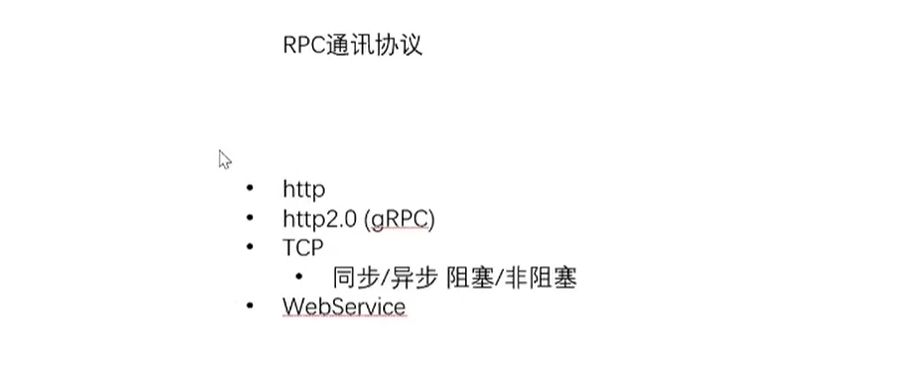 RPC通讯协议
• http
• http2.0 (gRPC)
• TCP
• 同步/异步 阻塞/非阻塞
• WebService